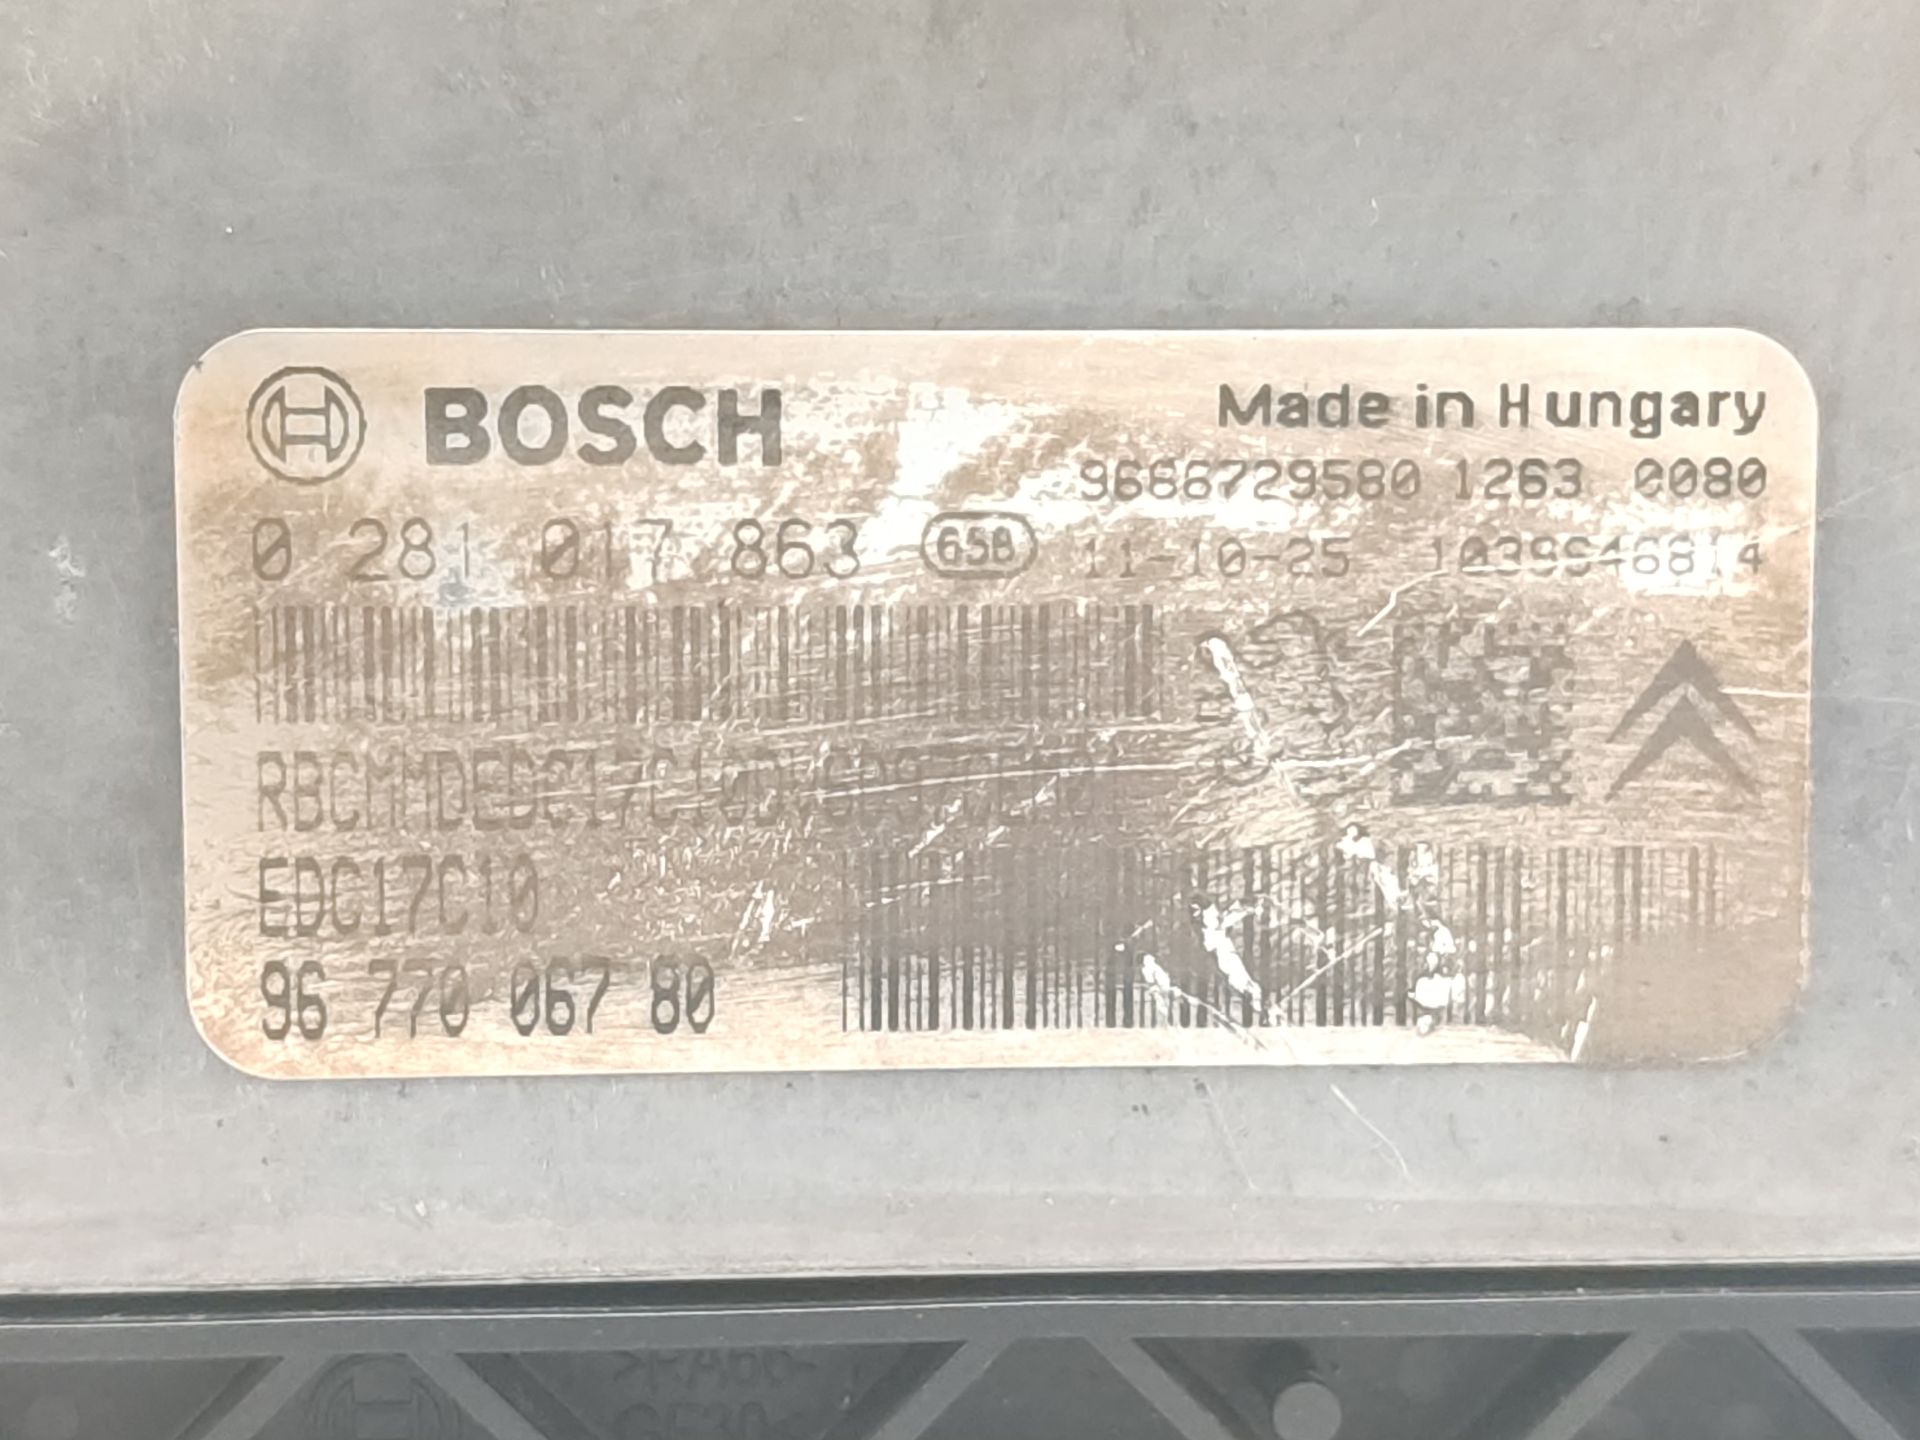 BOSCH
Made in Hungary
9666729580 1263 0080
0 281 017 863 65B 11-10-25
EDC17C10
96 770 067 80